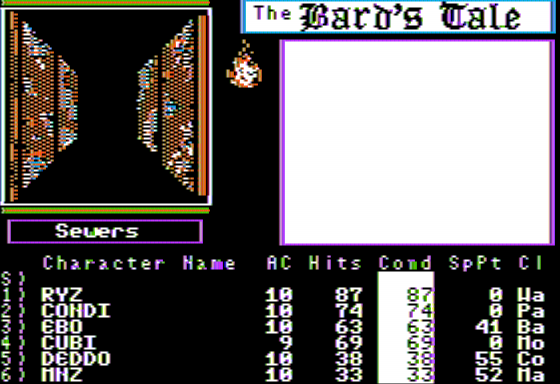 The Bard's Tale
Sewers
Character Name AC Hits Cond SpPt Cl
S)
1) RYZ 10 87 87 0 Wa
2) CONDI 10 74 74 0 Pa
3) EBO 10 63 63 41 Ba
4) CUBI 9 69 69 0 Mo
5) DEDDO 10 38 38 55 Co
6) MNZ 10 33 33 52 Ma